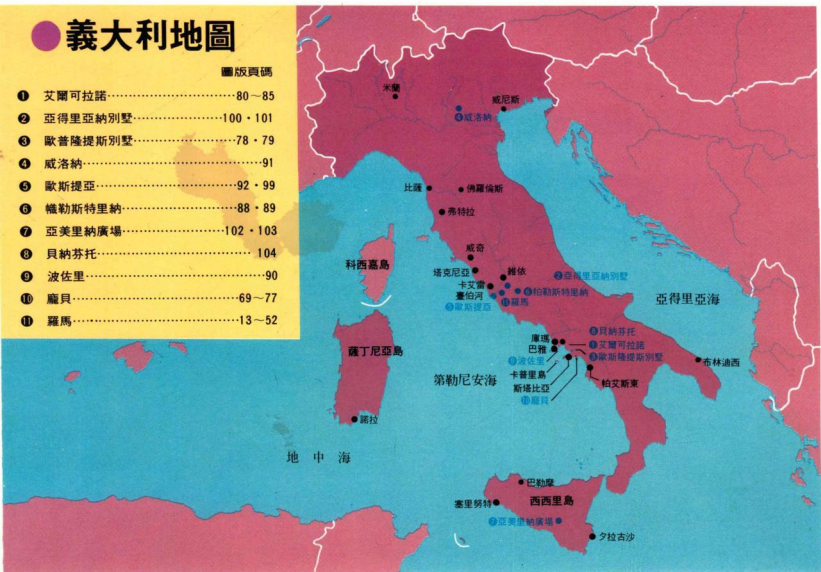 ●義大利地圖
圖版頁碼
❶ 艾爾可拉諾……80～85
❷ 亞得里亞納別墅……100・101
❸ 歐普隆提斯別墅……78・79
❹ 威洛納……91
❺ 歐斯提亞……92・99
❻ 幟勒斯特里納……88・89
❼ 亞美里納廣場……102・103
❽ 貝納芬托……104
❾ 波佐里……90
❿ 龐貝……69～77
⓫ 羅馬……13～52
米蘭
威尼斯
❹威洛納
比薩
佛羅倫斯
弗特拉
威奇
科西嘉島
塔克尼亞
維依
❷亞得里亞納別墅
卡艾雷
❻帕勒斯特里納
臺伯河
⓫羅馬
❺歐斯提亞
亞得里亞海
❽貝納芬托
庫瑪
❶艾爾可拉諾
巴雅
❸歐斯隆提斯別墅
薩丁尼亞島
❾波佐里
布林迪西
第勒尼安海
卡普里島
帕艾斯東
斯塔比亞
❿龐貝
諾拉
地中海
巴勒摩
塞里努特
西西里島
❼亞美里納廣場
夕拉古沙